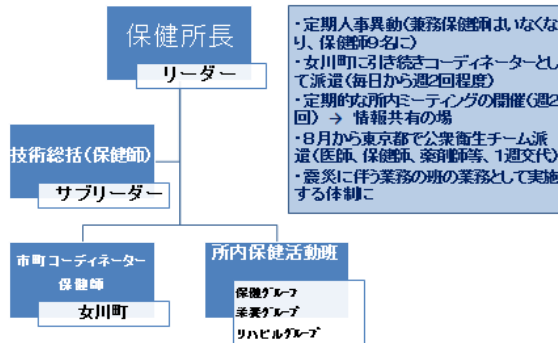 保健所長
リーダー
技術総括(保健師)
サブリーダー
市町コーディネーター
保健師
女川町
所内保健活動班
保健グループ
栄養グループ
リハビルグループ
・定期人事異動(兼務保健師はいなくな
り、保健師9名に)
・女川町に引き続きコーディネーターとし
て派遣(毎日から週2回程度)
・定期的な所内ミーティングの開催(週2
回) → 情報共有の場
・8月から東京都で公衆衛生チーム派
遣(医師、保健師、薬剤師等、1週交代)
・震災に伴う業務の班の業務として実施
する体制に